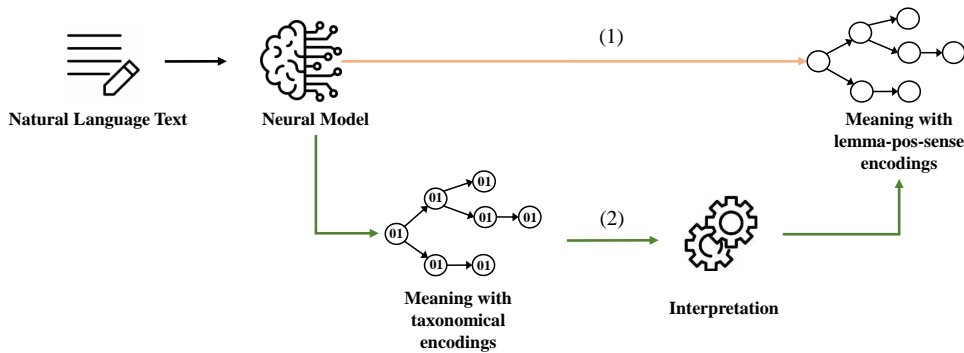 (1)
Natural Language Text
Neural Model
Meaning with
lemma-pos-sense
encodings
01
01
01
01
01
01
01
(2)
Meaning with
taxonomical
encodings
Interpretation